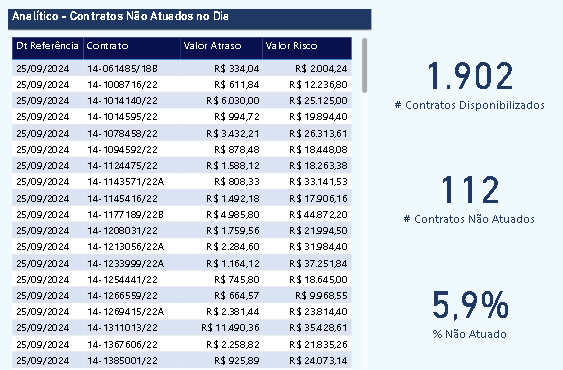 Analítico - Contratos Não Atuados no Dia
Dt Referência Contrato Valor Atraso Valor Risco
25/09/2024 14-061485/18B R$ 334,04 R$ 2.004,24
25/09/2024 14-1008716/22 R$ 611,84 R$ 12.236,80
25/09/2024 14-1014140/22 R$ 6.030,00 R$ 25.125,00
25/09/2024 14-1014595/22 R$ 994,72 R$ 19.894,40
25/09/2024 14-1078458/22 R$ 3.432,21 R$ 26.313,61
25/09/2024 14-1094592/22 R$ 878,48 R$ 18.448,08
25/09/2024 14-1124475/22 R$ 1.588,12 R$ 18.263,38
25/09/2024 14-1143571/22A R$ 808,33 R$ 33.141,53
25/09/2024 14-1145416/22 R$ 1.492,18 R$ 17.906,16
25/09/2024 14-1177189/22B R$ 4.985,80 R$ 44.872,20
25/09/2024 14-1208031/22 R$ 1.759,56 R$ 21.994,50
25/09/2024 14-1213056/22A R$ 2.284,60 R$ 31.984,40
25/09/2024 14-1233999/22A R$ 1.164,12 R$ 37.251,84
25/09/2024 14-1254441/22 R$ 745,80 R$ 18.645,00
25/09/2024 14-1266559/22 R$ 664,57 R$ 9.968,55
25/09/2024 14-1269415/22A R$ 2.381,44 R$ 23.814,40
25/09/2024 14-1311013/22 R$ 11.490,36 R$ 35.428,61
25/09/2024 14-1367606/22 R$ 2.258,82 R$ 21.835,26
25/09/2024 14-1385001/22 R$ 925,89 R$ 24.073,14
1.902
# Contratos Disponibilizados
112
# Contratos Não Atuados
5,9%
% Não Atuado